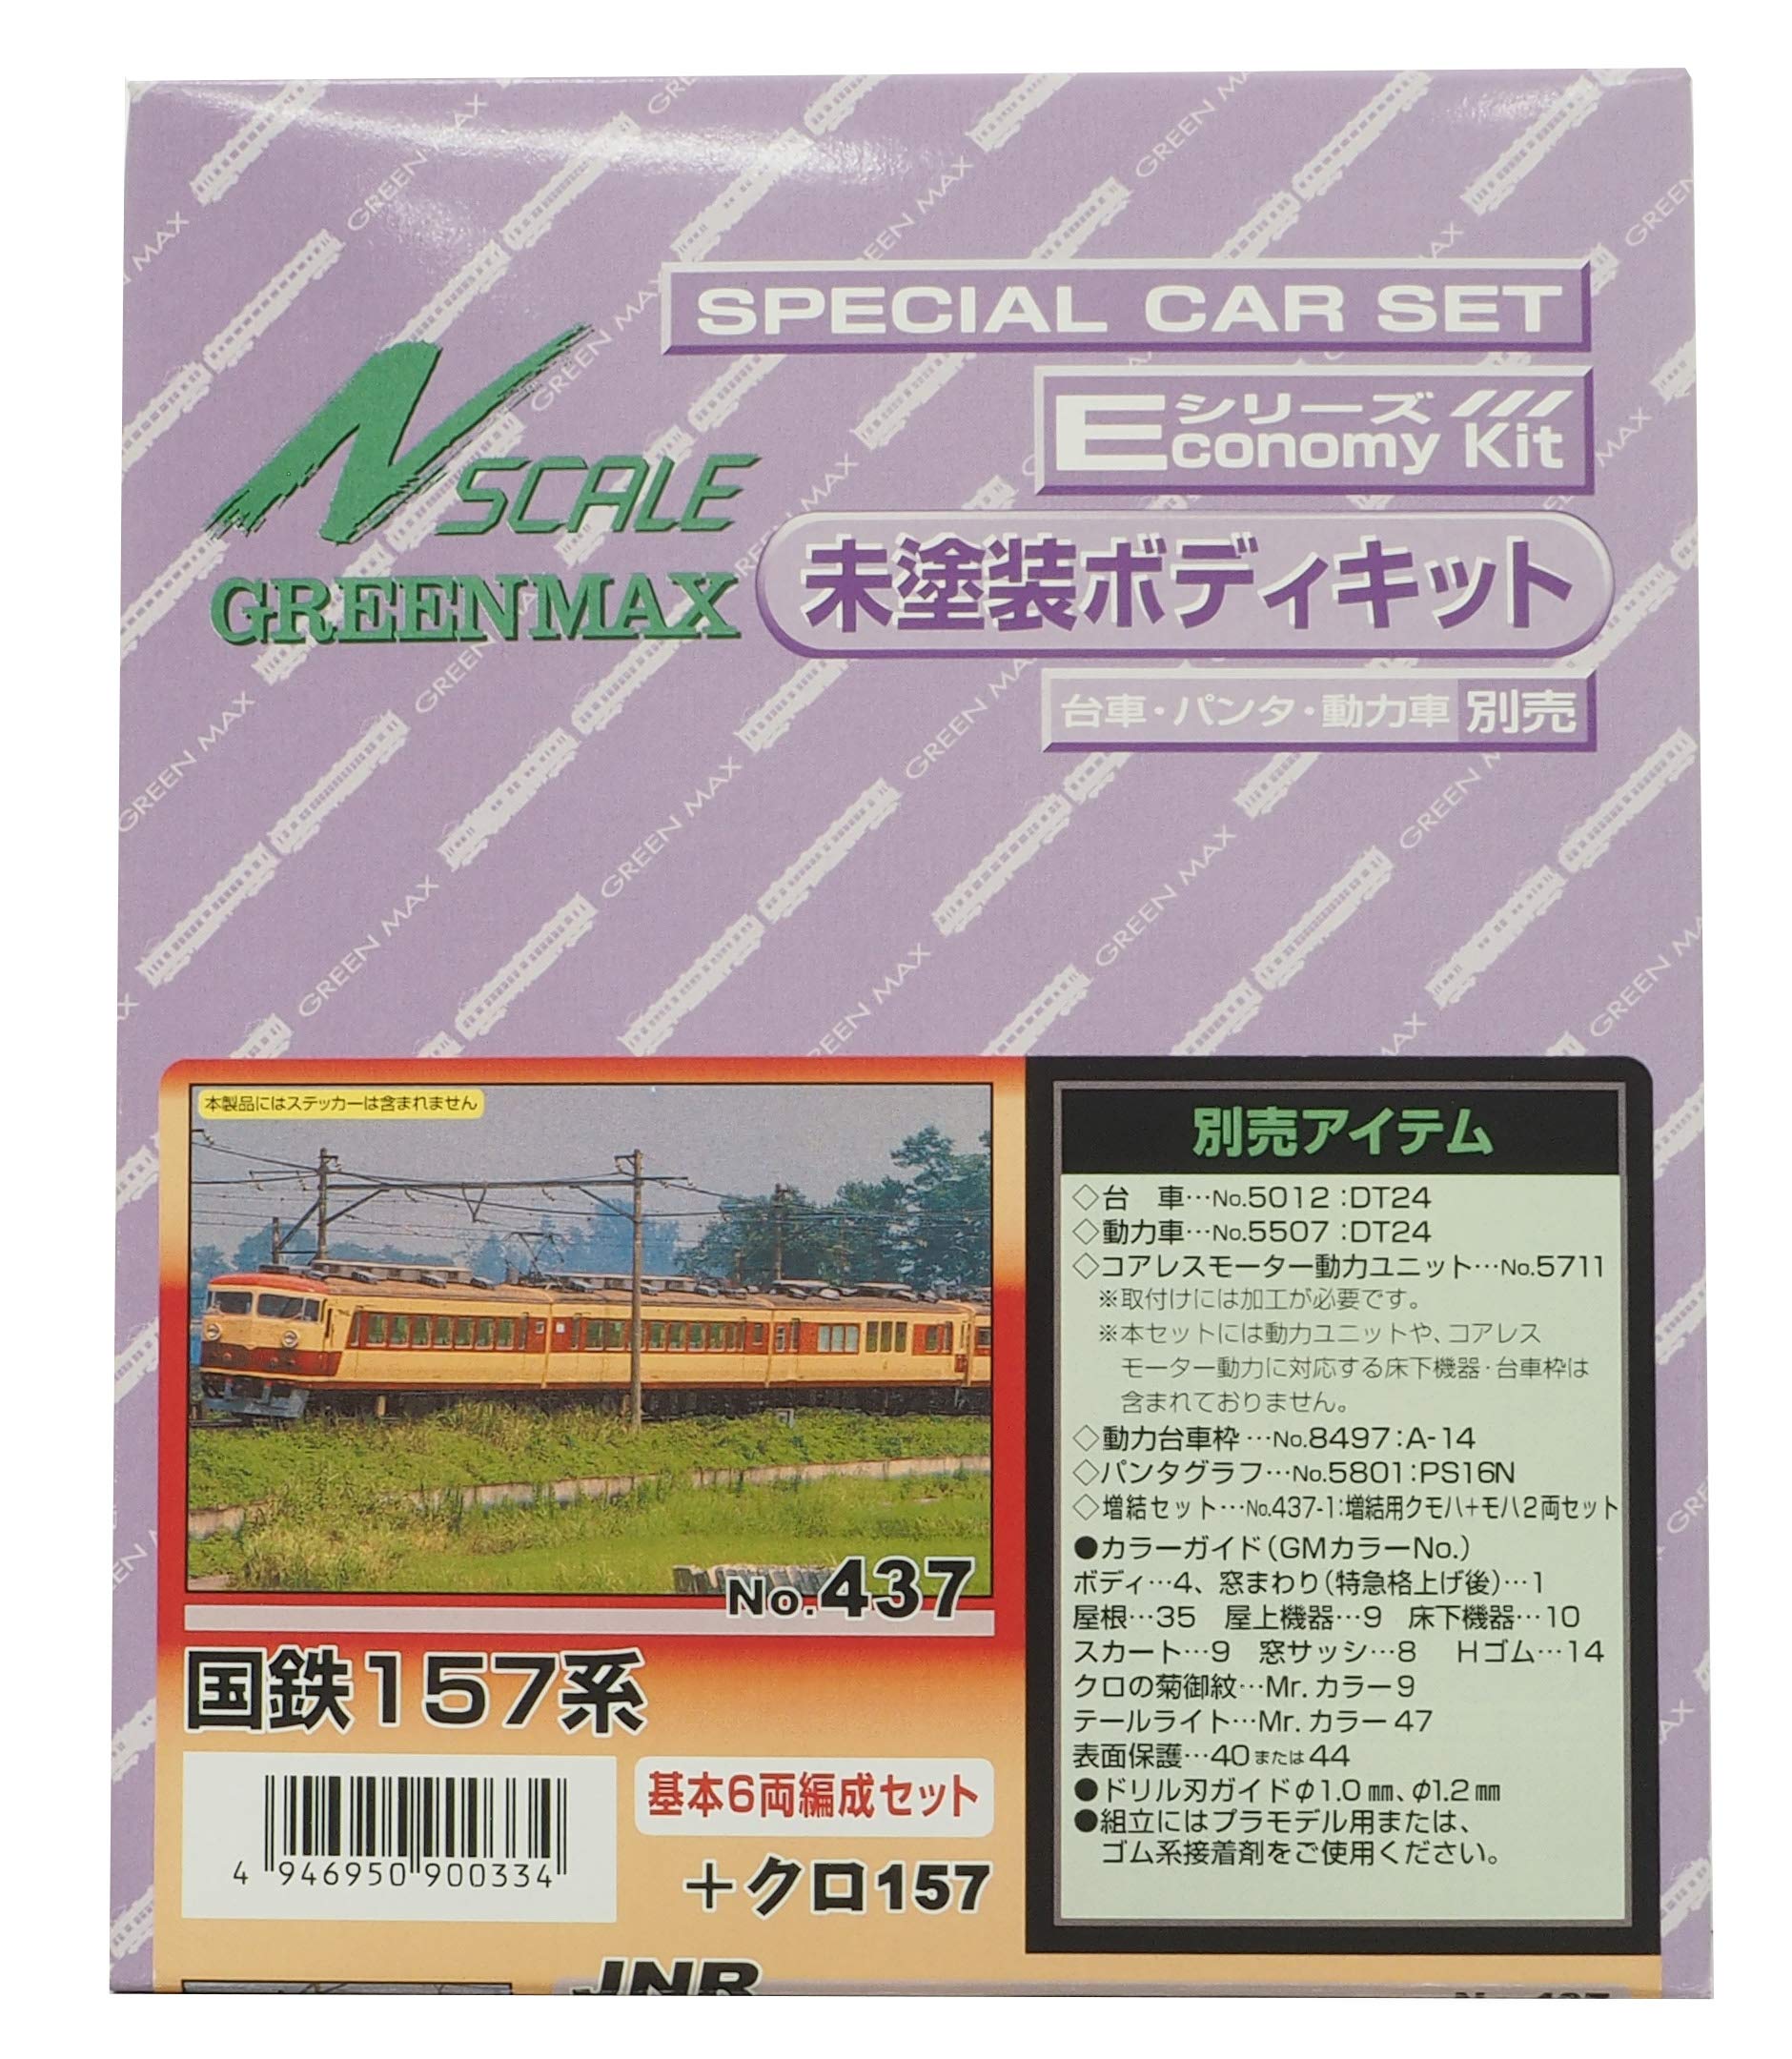 SPECIAL CAR SET
Eシリーズ
Economy Kit
N SCALE
GREENMAX
未塗装ボディキット
台車・パンタ・動力車 別売
本製品にはステッカーは含まれません
No.437
国鉄157系
基本6両編成セット
+クロ157
4 946950 900334
JNR
別売アイテム
◇台 車…No.5012:DT24
◇動力車…No.5507:DT24
◇コアレスモーター動力ユニット…No.5711
※取付けには加工が必要です。
※本セットには動力ユニットや、コアレス
モーター動力に対応する床下機器・台車枠は
含まれておりません。
◇動力台車枠…No.8497:A-14
◇パンタグラフ…No.5801:PS16N
◇増結セット…No.437-1:増結用クモハ+モハ2両セット
●カラーガイド(GMカラーNo.)
ボディ…4、窓まわり(特急格上げ後)…1
屋根…35 屋上機器…9 床下機器…10
スカート…9 窓サッシ…8 Hゴム…14
クロの菊御紋…Mr.カラー9
テールライト…Mr.カラー47
表面保護…40または44
●ドリル刃ガイドφ1.0㎜、φ1.2㎜
●組立にはプラモデル用または、
ゴム系接着剤をご使用ください。
GREEN MAX